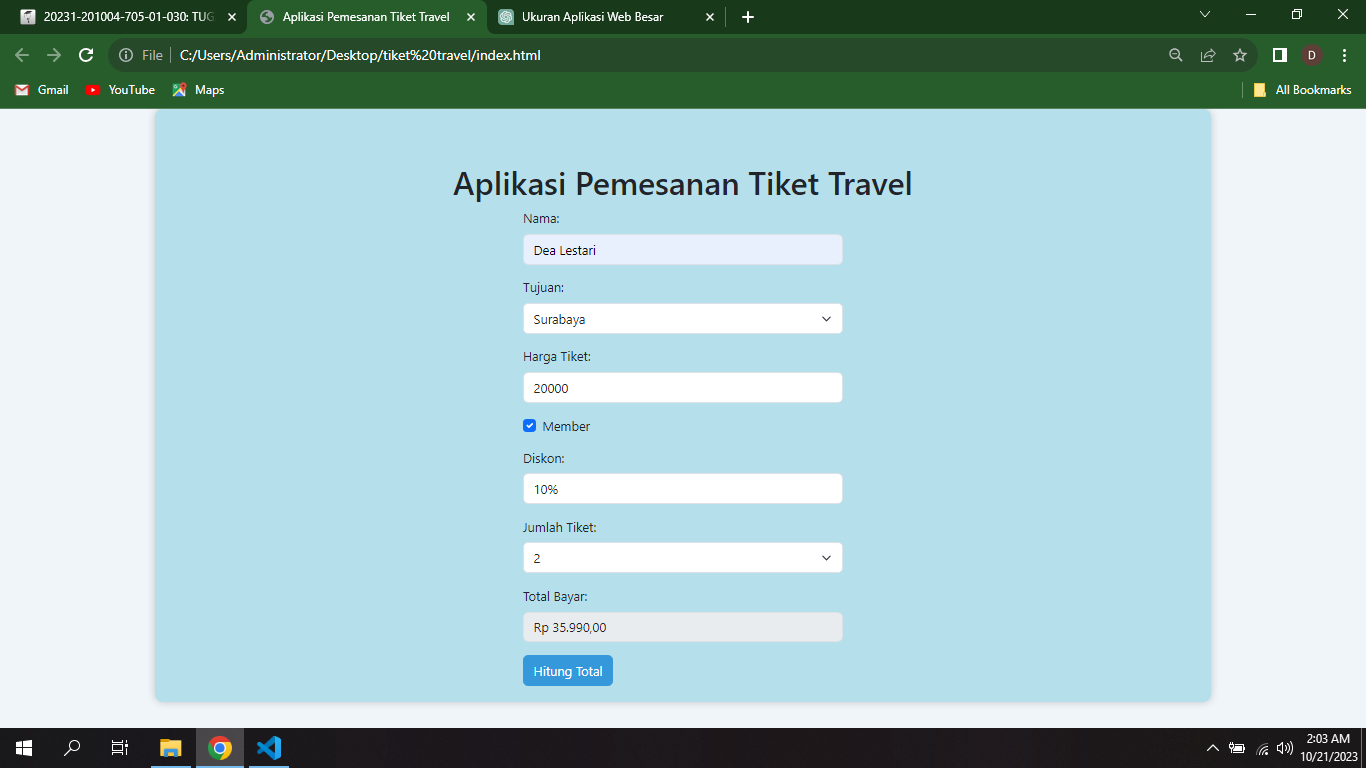 20231-201004-705-01-030: TUG
Aplikasi Pemesanan Tiket Travel
Ukuran Aplikasi Web Besar
File
C:/Users/Administrator/Desktop/tiket%20travel/index.html
D
Gmail
YouTube
Maps
All Bookmarks
Aplikasi Pemesanan Tiket Travel
Nama:
Dea Lestari
Tujuan:
Surabaya
Harga Tiket:
20000
Member
Diskon:
10%
Jumlah Tiket:
2
Total Bayar:
Rp 35.990,00
Hitung Total
2:03 AM
10/21/2023